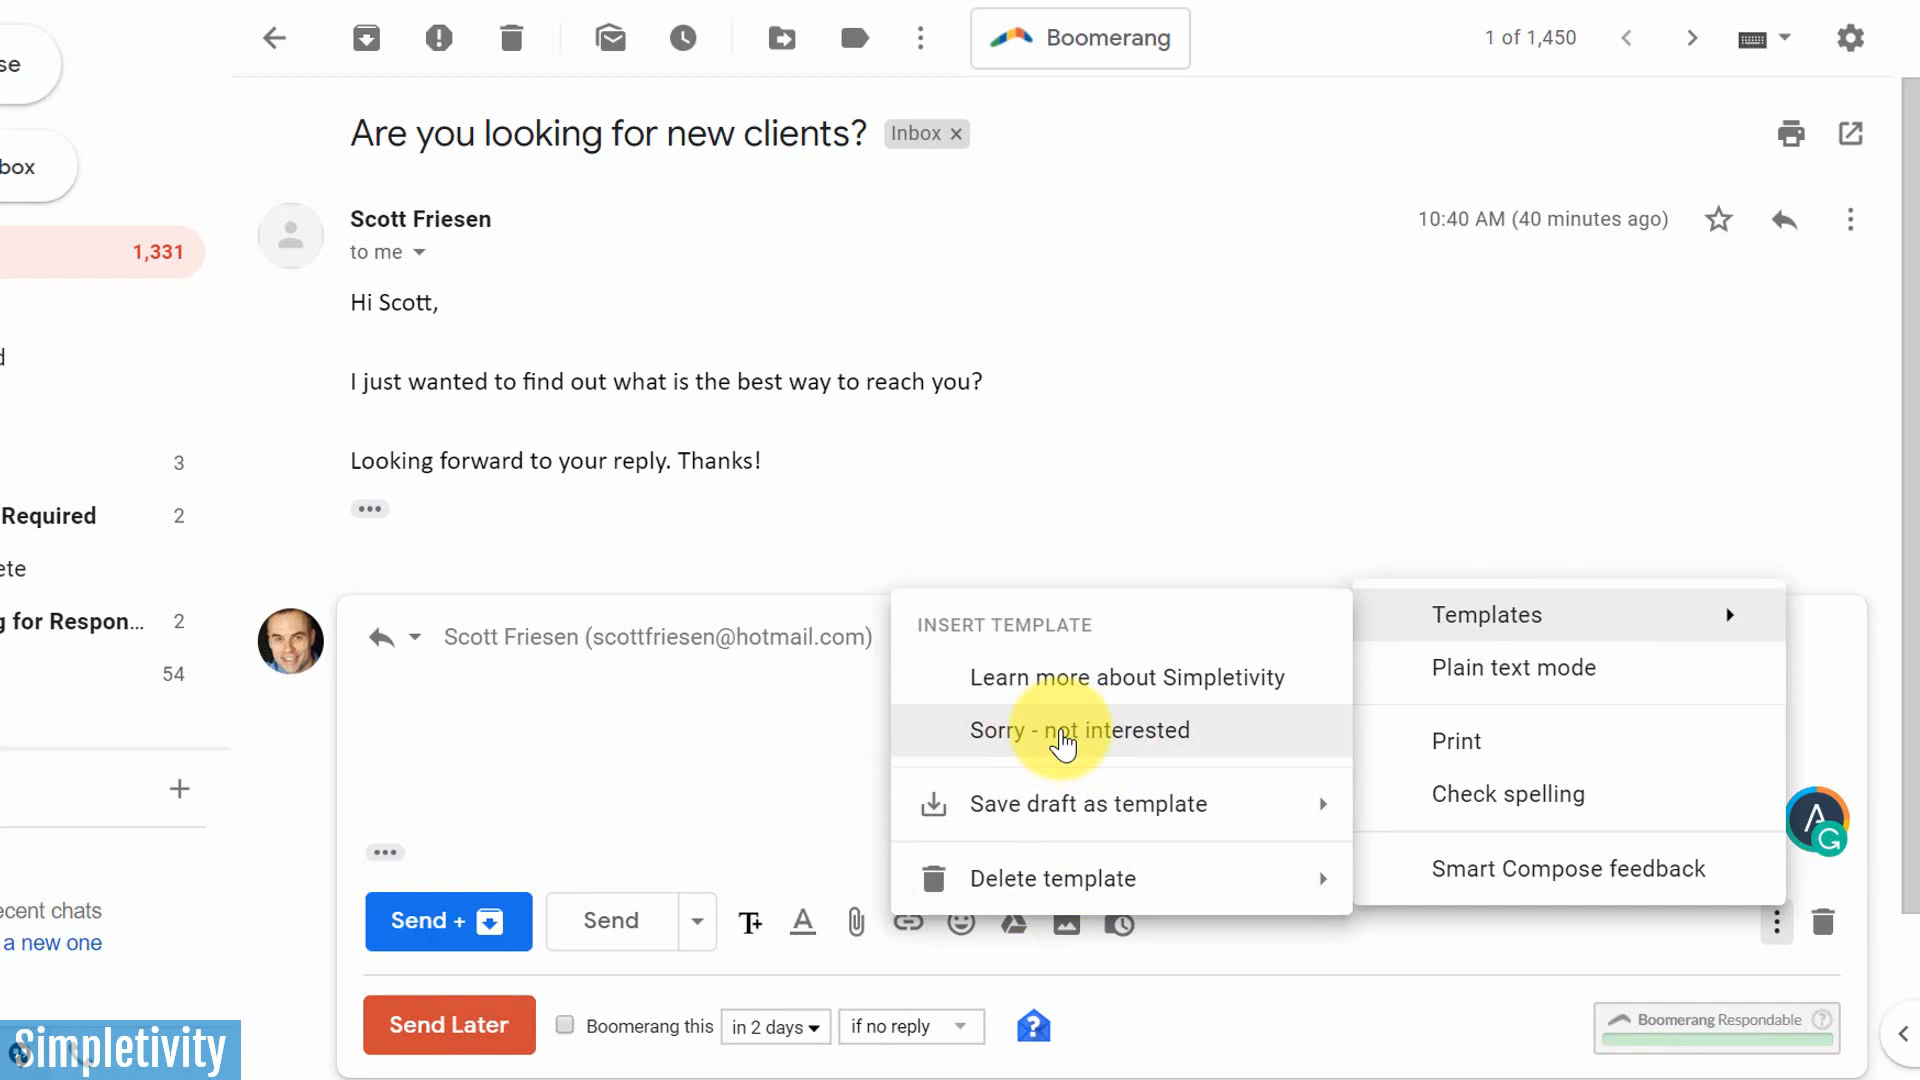 se
Boomerang
1 of 1,450
box
Are you looking for new clients?
Inbox ×
1,331
Scott Friesen
10:40 AM (40 minutes ago)
to me
Hi Scott,
I just wanted to find out what is the best way to reach you?
Looking forward to your reply. Thanks!
d
3
Required
2
ete
g for Respon...
2
54
Scott Friesen (scottfriesen@hotmail.com)
INSERT TEMPLATE
Learn more about Simpletivity
Sorry - not interested
Save draft as template
Delete template
Templates
Plain text mode
Print
Check spelling
Smart Compose feedback
ecent chats
a new one
Send +
Send
Send Later
Boomerang this
in 2 days
if no reply
Boomerang Respondable
Simpletivity